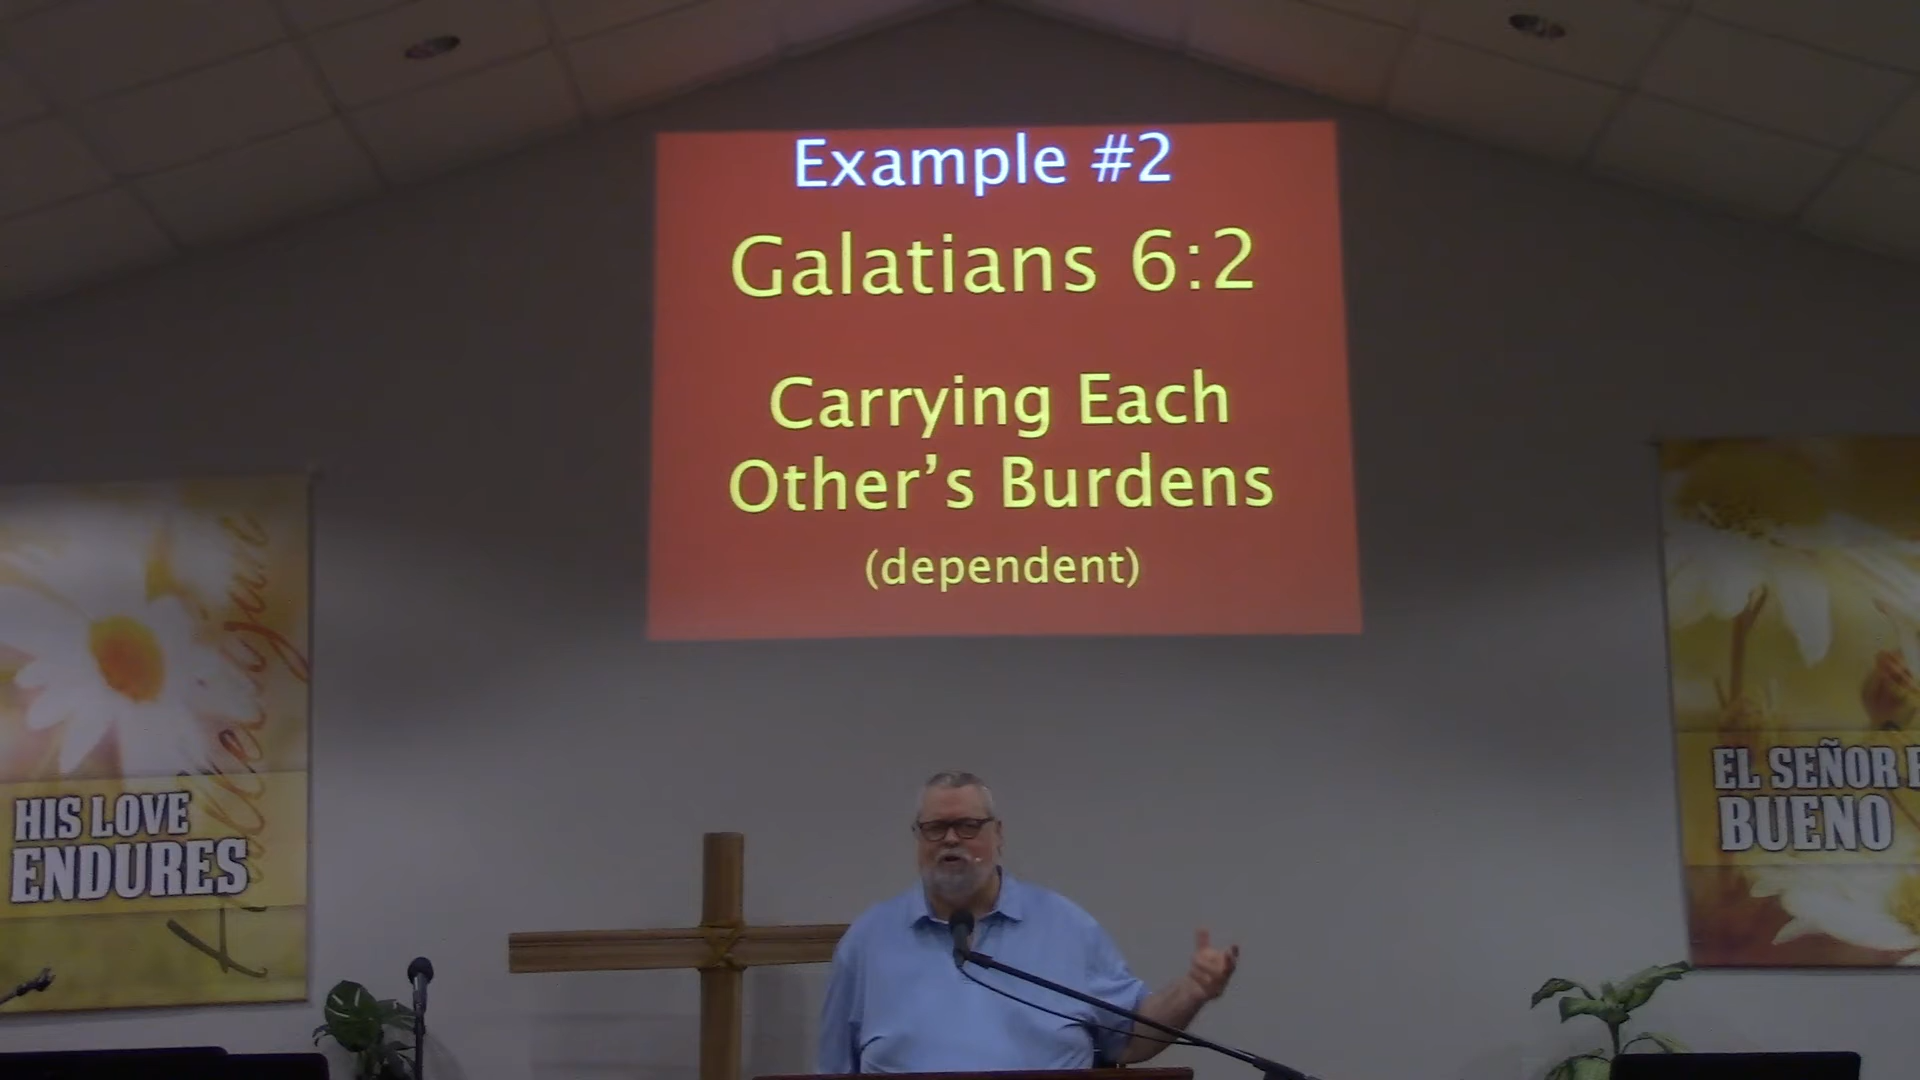 Example #2
Galatians 6:2
Carrying Each
Other’s Burdens
(dependent)
HIS LOVE
ENDURES
EL SEÑOR
BUENO